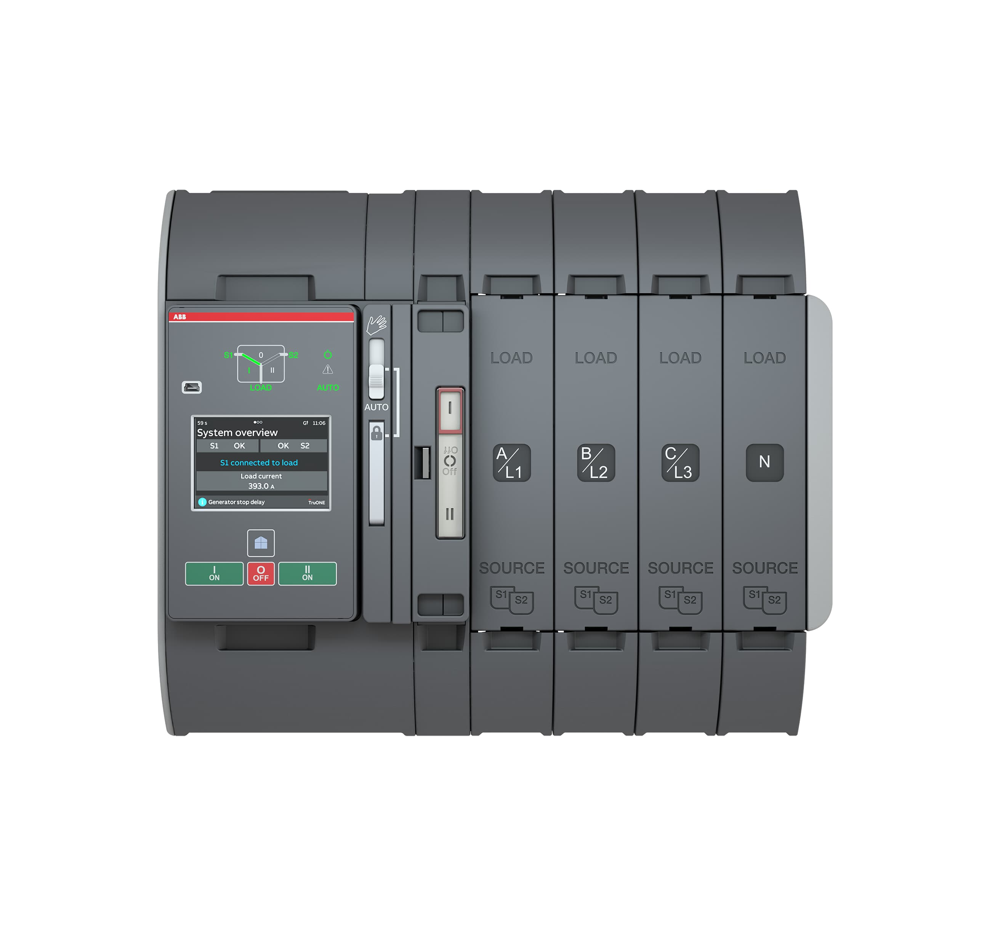 ABB
S1 0 S2
I II
LOAD AUTO
59 s G↑ 11:06
System overview
S1 OK OK S2
S1 connected to load
Load current
393.0 A
i Generator stop delay TruONE
I O II
ON OFF ON
AUTO
I
Off
Off
II
LOAD LOAD LOAD LOAD
A/L1 B/L2 C/L3 N
SOURCE SOURCE SOURCE SOURCE
S1 S2 S1 S2 S1 S2 S1 S2